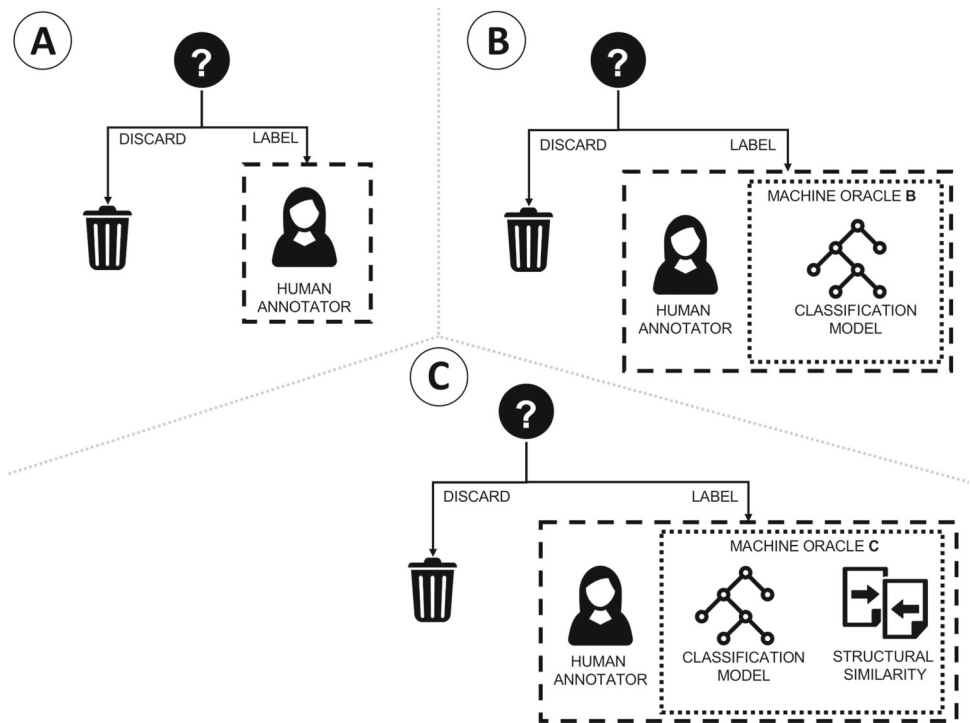 A
?
DISCARD
LABEL
HUMAN
ANNOTATOR
B
?
DISCARD
LABEL
MACHINE ORACLE B
HUMAN
ANNOTATOR
CLASSIFICATION
MODEL
C
?
DISCARD
LABEL
MACHINE ORACLE C
HUMAN
ANNOTATOR
CLASSIFICATION
MODEL
STRUCTURAL
SIMILARITY